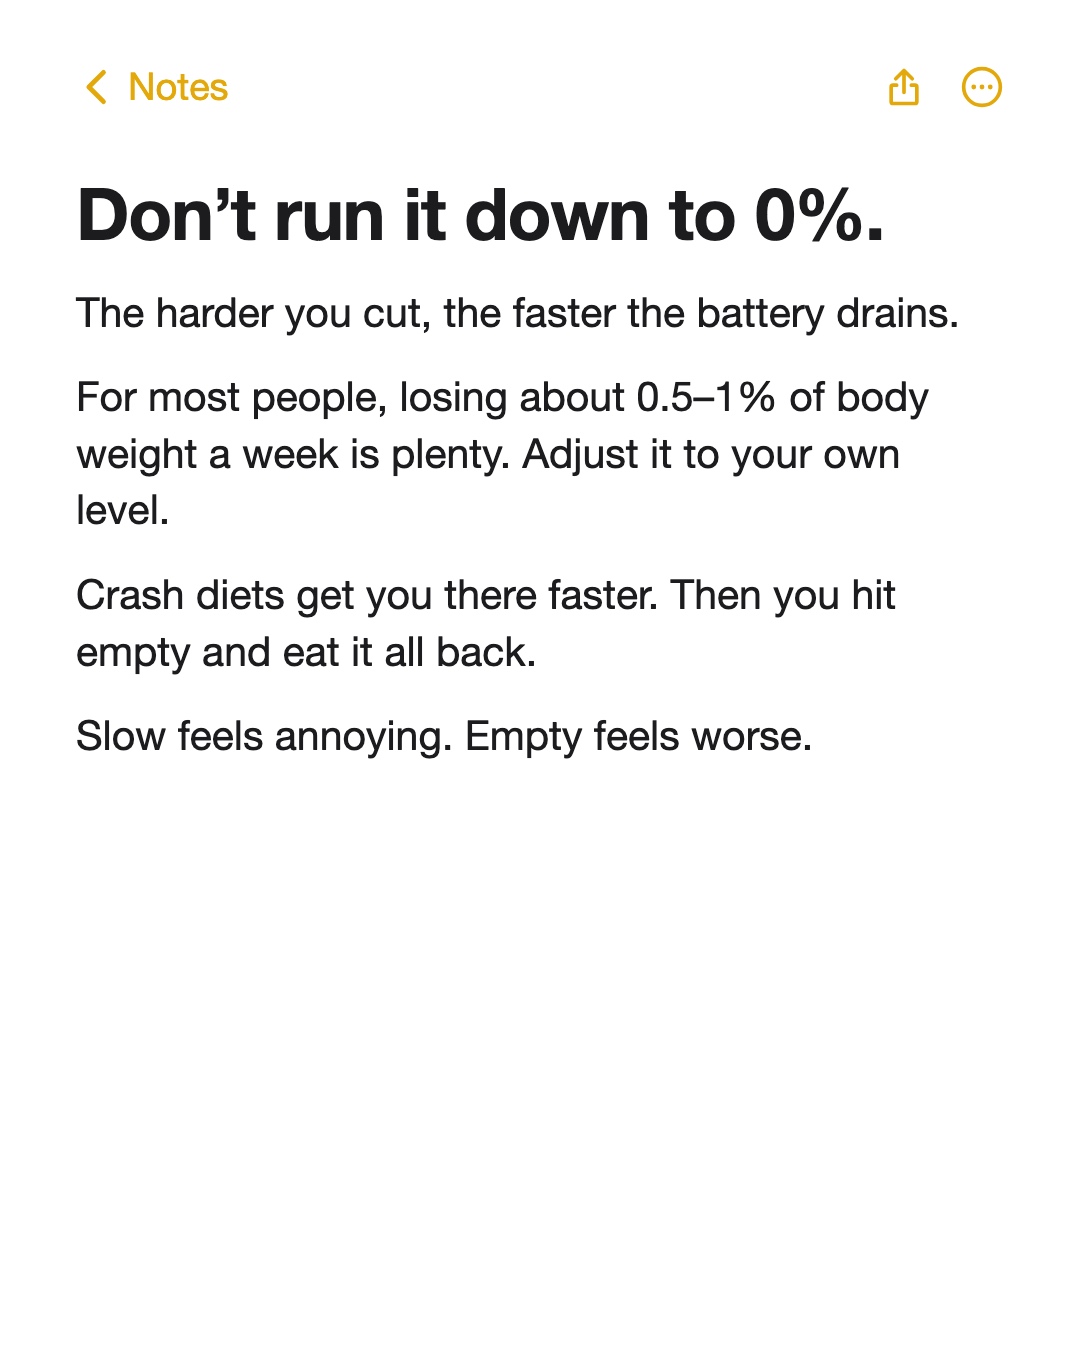 Notes
Don’t run it down to 0%.
The harder you cut, the faster the battery drains.
For most people, losing about 0.5–1% of body
weight a week is plenty. Adjust it to your own
level.
Crash diets get you there faster. Then you hit
empty and eat it all back.
Slow feels annoying. Empty feels worse.